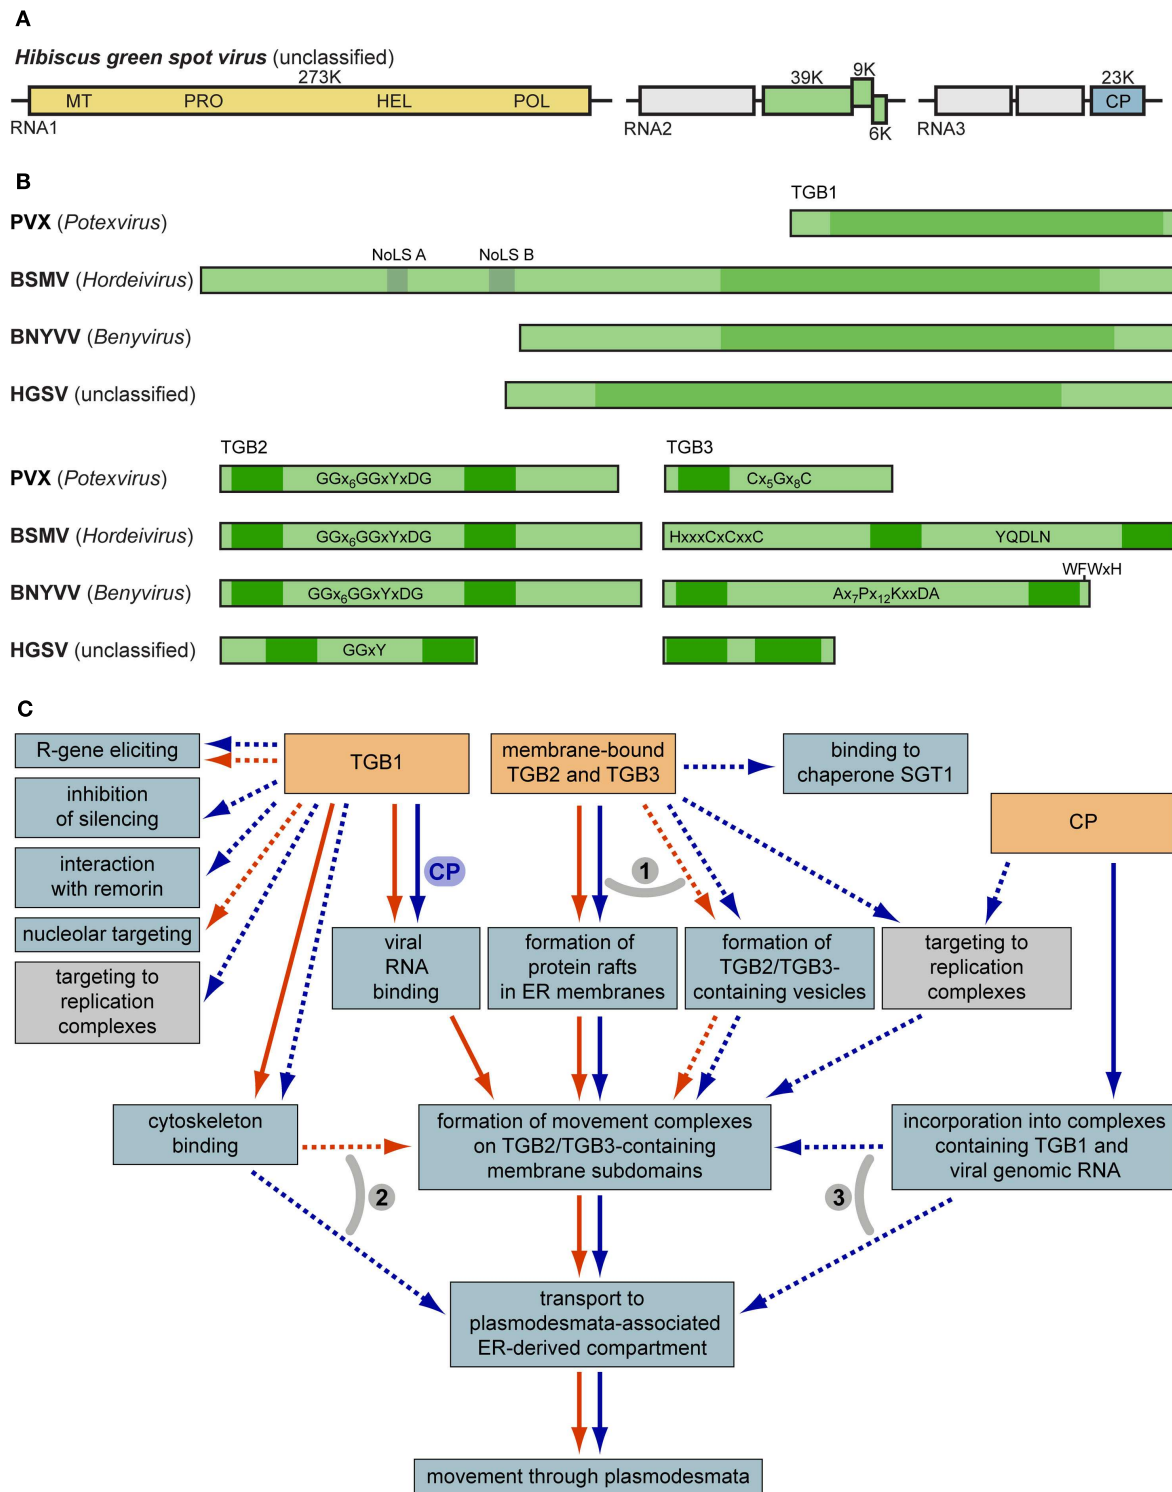 A
Hibiscus green spot virus (unclassified)
273K
MT PRO HEL POL
RNA1
39K 9K
6K
RNA2
23K
CP
RNA3
B
TGB1
PVX (Potexvirus)
NoLS A NoLS B
BSMV (Hordeivirus)
BNYVV (Benyvirus)
HGSV (unclassified)
TGB2 TGB3
PVX (Potexvirus) GGx6GGxYxDG Cx5Gx8C
BSMV (Hordeivirus) GGx6GGxYxDG HxxxCxCxxC YQDLN
WFWxH
BNYVV (Benyvirus) GGx6GGxYxDG Ax7Px12KxxDA
HGSV (unclassified) GGxY
C
R-gene eliciting
TGB1
membrane-bound
TGB2 and TGB3
binding to
chaperone SGT1
inhibition
of silencing
CP
interaction
with remorin
CP
1
nucleolar targeting
targeting to
replication
complexes
viral
RNA
binding
formation of
protein rafts
in ER membranes
formation of
TGB2/TGB3-
containing vesicles
targeting to
replication
complexes
cytoskeleton
binding
formation of movement complexes
on TGB2/TGB3-containing
membrane subdomains
incorporation into complexes
containing TGB1 and
viral genomic RNA
2
3
transport to
plasmodesmata-associated
ER-derived compartment
movement through plasmodesmata